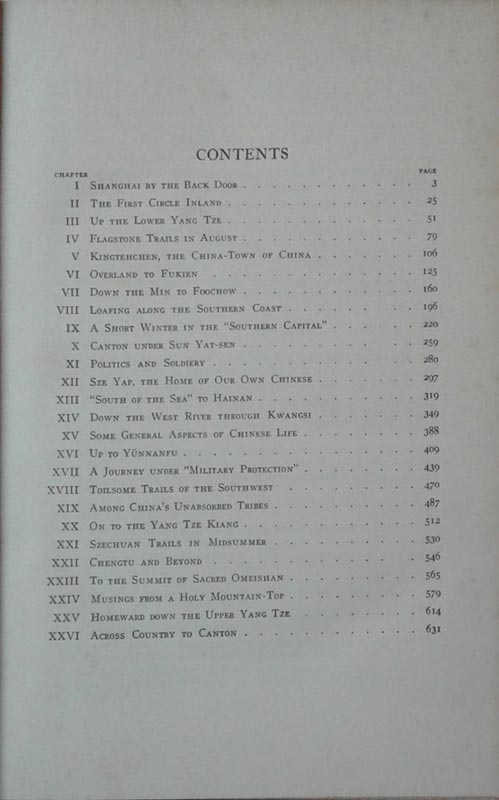 CONTENTS
CHAPTER PAGE
I SHANGHAI BY THE BACK DOOR . . . . . . . . . . . . 3
II THE FIRST CIRCLE INLAND . . . . . . . . . . . . 25
III UP THE LOWER YANG TZE . . . . . . . . . . . . 51
IV FLAGSTONE TRAILS IN AUGUST . . . . . . . . . . . . 79
V KINGTEHCHEN, THE CHINA-TOWN OF CHINA . . . . . . . 106
VI OVERLAND TO FUKIEN . . . . . . . . . . . . . 125
VII DOWN THE MIN TO FOOCHOW . . . . . . . . . . . . 160
VIII LOAFING ALONG THE SOUTHERN COAST . . . . . . . . . 196
IX A SHORT WINTER IN THE "SOUTHERN CAPITAL" . . . . . . 220
X CANTON UNDER SUN YAT-SEN . . . . . . . . . . . . 259
XI POLITICS AND SOLDIERY . . . . . . . . . . . . . 280
XII SZE YAP, THE HOME OF OUR OWN CHINESE . . . . . . . 297
XIII "SOUTH OF THE SEA" TO HAINAN . . . . . . . . . . 319
XIV DOWN THE WEST RIVER THROUGH KWANGSI . . . . . . . 349
XV SOME GENERAL ASPECTS OF CHINESE LIFE . . . . . . . . 388
XVI UP TO YÜNNANFU . . . . . . . . . . . . . . 409
XVII A JOURNEY UNDER "MILITARY PROTECTION" . . . . . . . . 439
XVIII TOILSOME TRAILS OF THE SOUTHWEST . . . . . . . . . 470
XIX AMONG CHINA'S UNABSORBED TRIBES . . . . . . . . . 487
XX ON TO THE YANG TZE KIANG . . . . . . . . . . . 512
XXI SZECHUAN TRAILS IN MIDSUMMER . . . . . . . . . . 530
XXII CHENGTU AND BEYOND . . . . . . . . . . . . . 546
XXIII TO THE SUMMIT OF SACRED OMEISHAN . . . . . . . . . 565
XXIV MUSINGS FROM A HOLY MOUNTAIN-TOP . . . . . . . . . 579
XXV HOMEWARD DOWN THE UPPER YANG TZE . . . . . . . . 614
XXVI ACROSS COUNTRY TO CANTON . . . . . . . . . . . 631